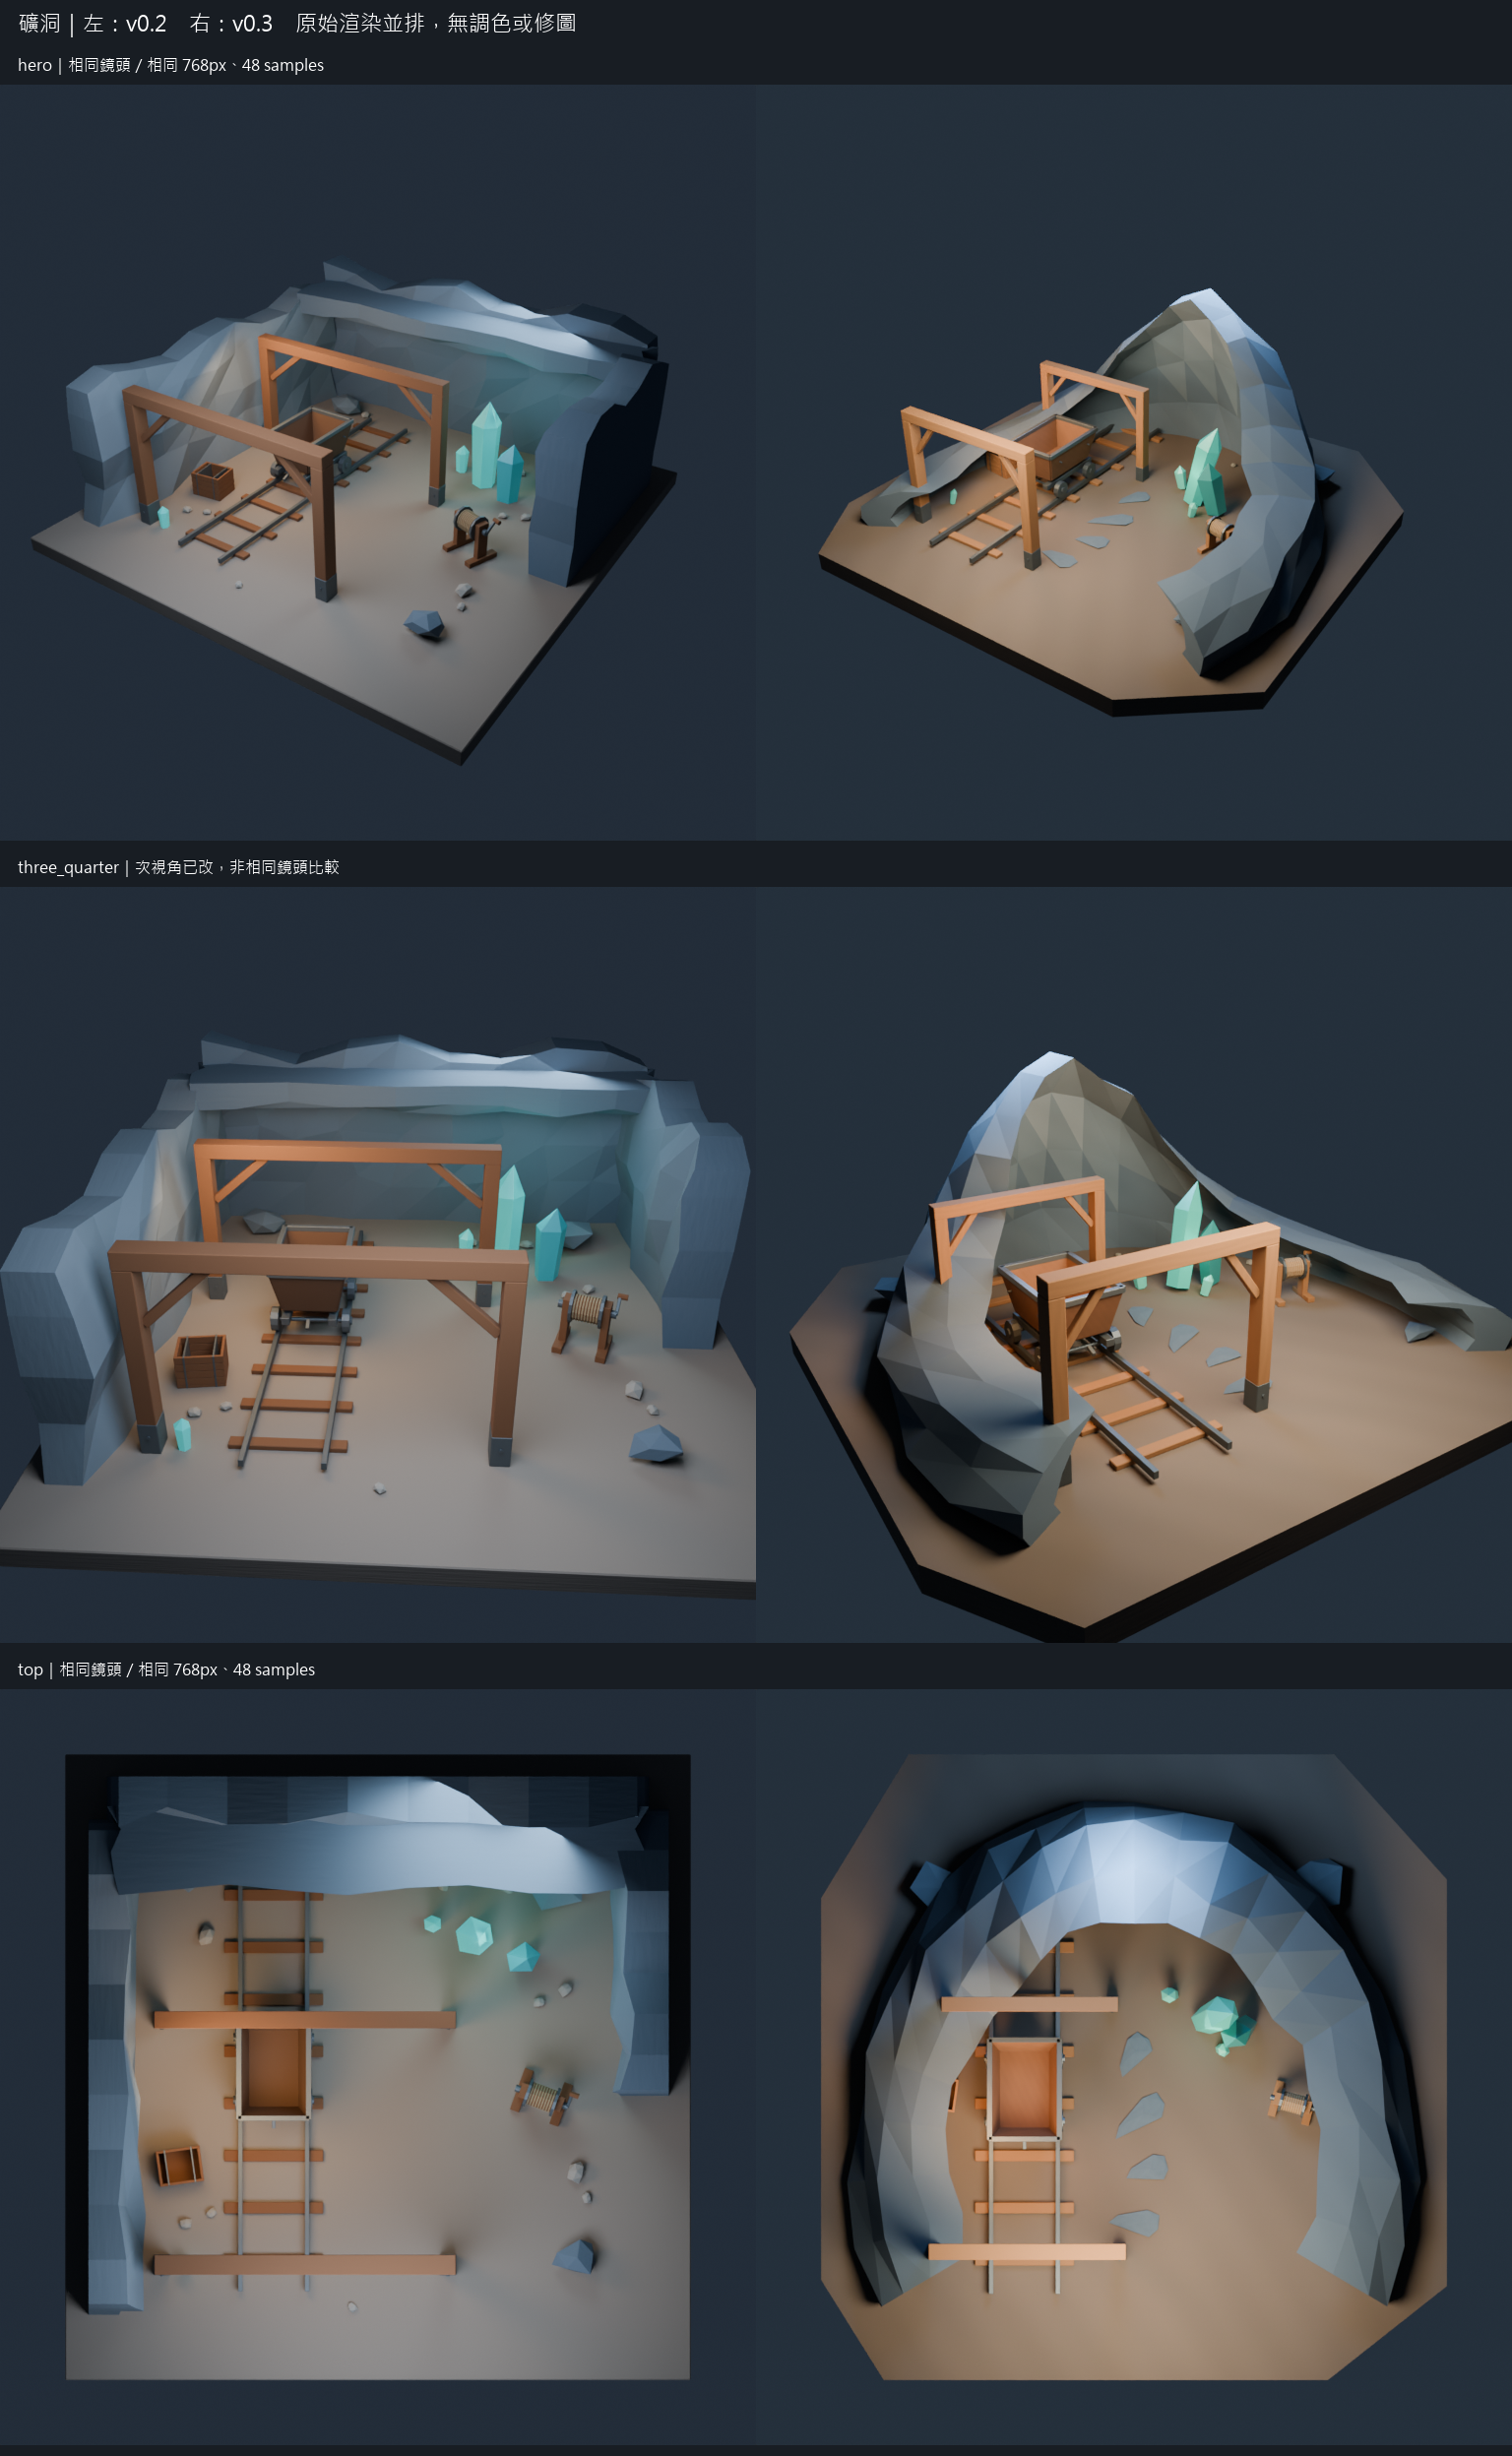 礦洞｜左：v0.2　右：v0.3　原始渲染並排，無調色或修圖
hero｜相同鏡頭 / 相同 768px、48 samples
three_quarter｜次視角已改，非相同鏡頭比較
top｜相同鏡頭 / 相同 768px、48 samples